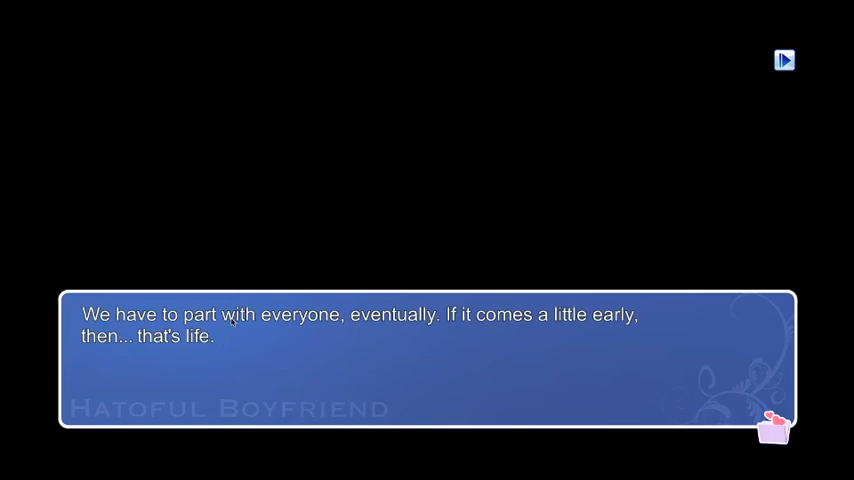 We have to part with everyone, eventually. If it comes a little early,
then... that's life.
HATOFUL BOYFRIEND